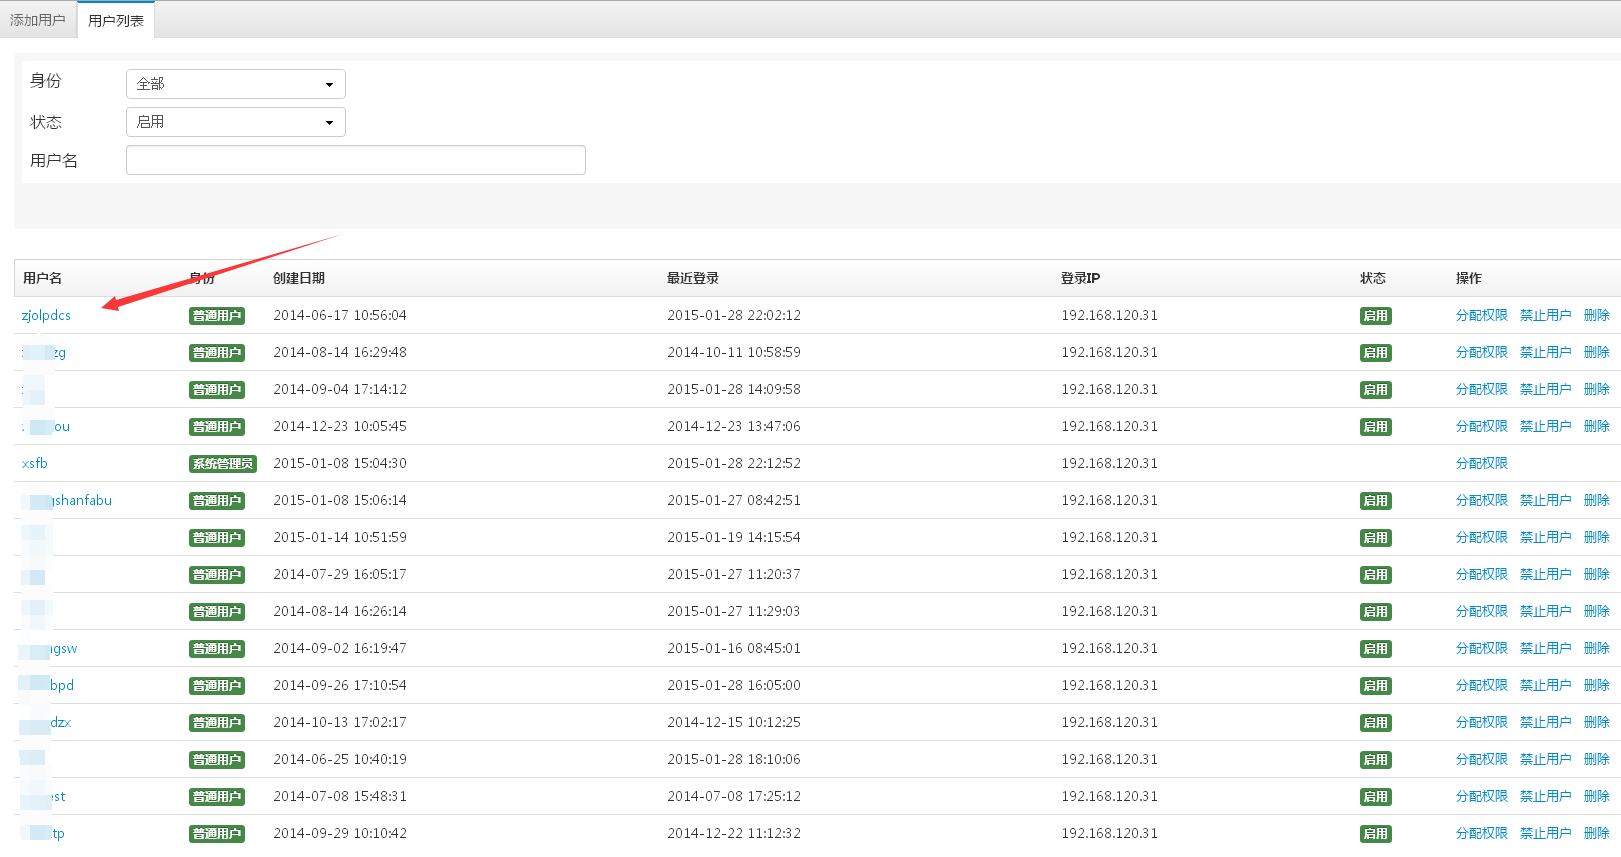 添加用户 用户列表
身份 全部
状态 启用
用户名
用户名 身份 创建日期 最近登录 登录IP 状态 操作
zjolpdcs 普通用户 2014-06-17 10:56:04 2015-01-28 22:02:12 192.168.120.31 启用 分配权限 禁止用户 删除
zg 普通用户 2014-08-14 16:29:48 2014-10-11 10:58:59 192.168.120.31 启用 分配权限 禁止用户 删除
普通用户 2014-09-04 17:14:12 2015-01-28 14:09:58 192.168.120.31 启用 分配权限 禁止用户 删除
ou 普通用户 2014-12-23 10:05:45 2014-12-23 13:47:06 192.168.120.31 启用 分配权限 禁止用户 删除
xsfb 系统管理员 2015-01-08 15:04:30 2015-01-28 22:12:52 192.168.120.31 分配权限
gshanfabu 普通用户 2015-01-08 15:06:14 2015-01-27 08:42:51 192.168.120.31 启用 分配权限 禁止用户 删除
普通用户 2015-01-14 10:51:59 2015-01-19 14:15:54 192.168.120.31 启用 分配权限 禁止用户 删除
普通用户 2014-07-29 16:05:17 2015-01-27 11:20:37 192.168.120.31 启用 分配权限 禁止用户 删除
普通用户 2014-08-14 16:26:14 2015-01-27 11:29:03 192.168.120.31 启用 分配权限 禁止用户 删除
gsw 普通用户 2014-09-02 16:19:47 2015-01-16 08:45:01 192.168.120.31 启用 分配权限 禁止用户 删除
bpd 普通用户 2014-09-26 17:10:54 2015-01-28 16:05:00 192.168.120.31 启用 分配权限 禁止用户 删除
dzx 普通用户 2014-10-13 17:02:17 2014-12-15 10:12:25 192.168.120.31 启用 分配权限 禁止用户 删除
普通用户 2014-06-25 10:40:19 2015-01-28 18:10:06 192.168.120.31 启用 分配权限 禁止用户 删除
est 普通用户 2014-07-08 15:48:31 2014-07-08 17:25:12 192.168.120.31 启用 分配权限 禁止用户 删除
tp 普通用户 2014-09-29 10:10:42 2014-12-22 11:12:32 192.168.120.31 启用 分配权限 禁止用户 删除